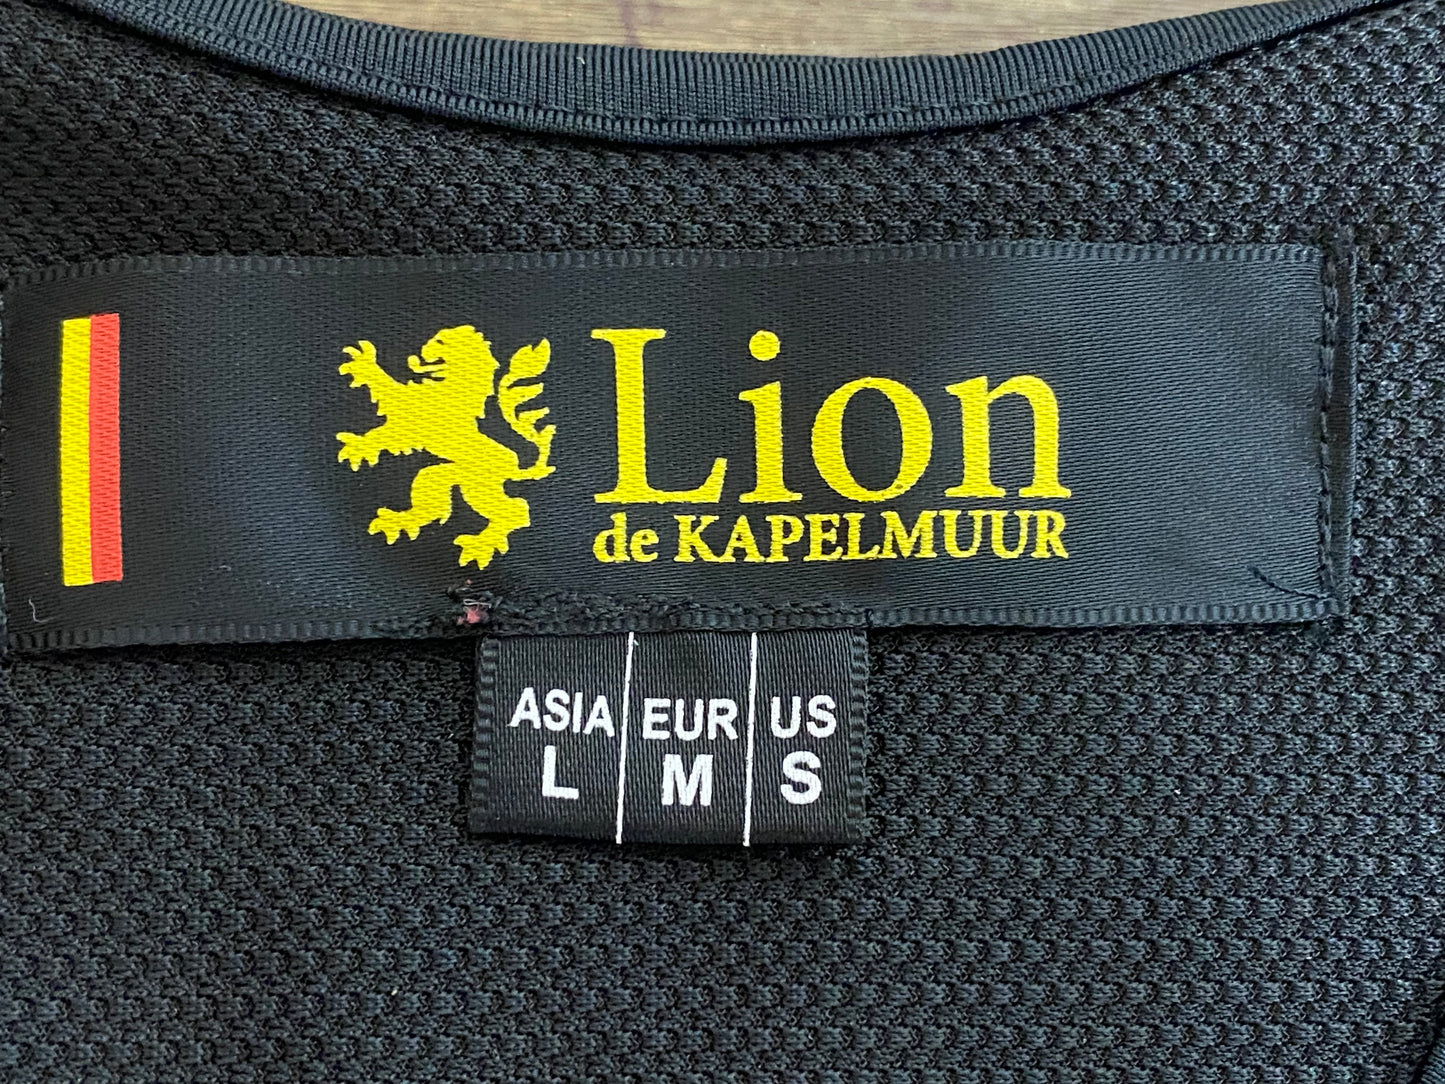 Lion
de KAPELMUUR
ASIA EUR US
L M S